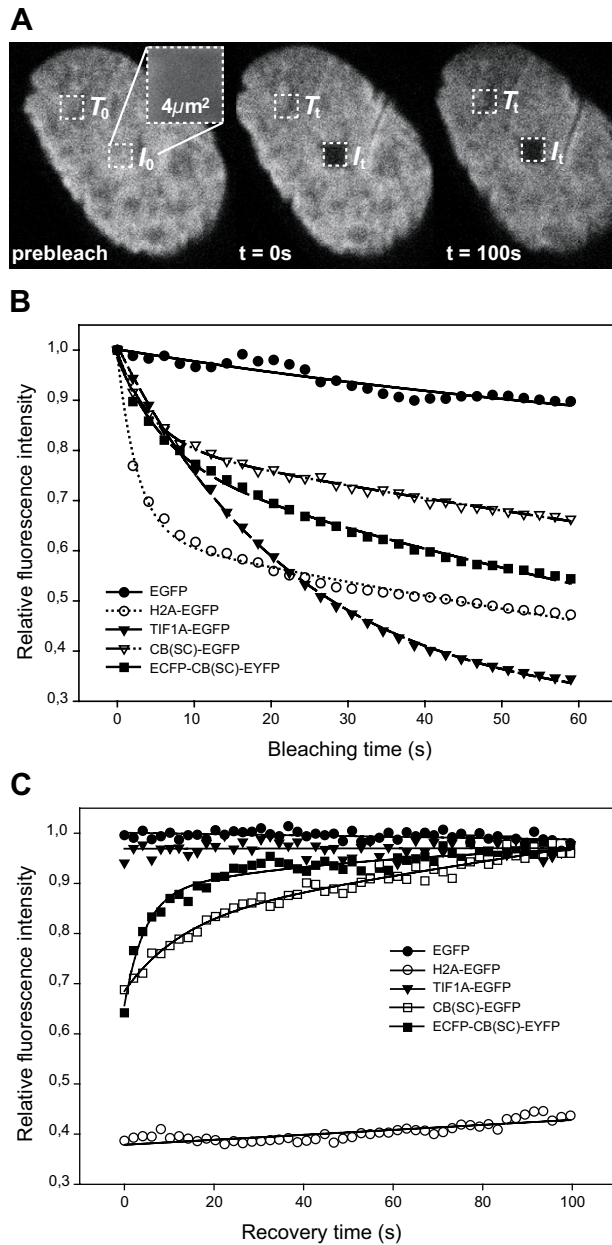 A
T0
I0
4μm²
prebleach
Tt
It
t = 0s
Tt
It
t = 100s
B
Relative fluorescence intensity
1,0
0,9
0,8
0,7
0,6
0,5
0,4
0,3
EGFP
H2A-EGFP
TIF1A-EGFP
CB(SC)-EGFP
ECFP-CB(SC)-EYFP
0 10 20 30 40 50 60
Bleaching time (s)
C
Relative fluorescence intensity
1,0
0,9
0,8
0,7
0,6
0,5
0,4
0,3
EGFP
H2A-EGFP
TIF1A-EGFP
CB(SC)-EGFP
ECFP-CB(SC)-EYFP
0 20 40 60 80 100
Recovery time (s)